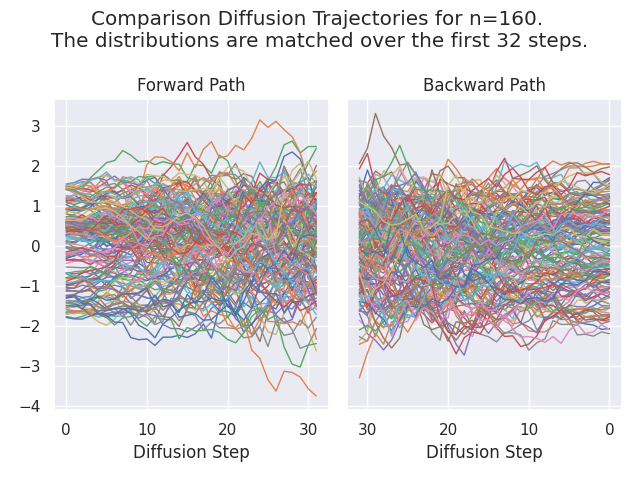 Comparison Diffusion Trajectories for n=160.
The distributions are matched over the first 32 steps.
Forward Path
Backward Path
3
2
1
0
−1
−2
−3
−4
0 10 20 30
30 20 10 0
Diffusion Step
Diffusion Step